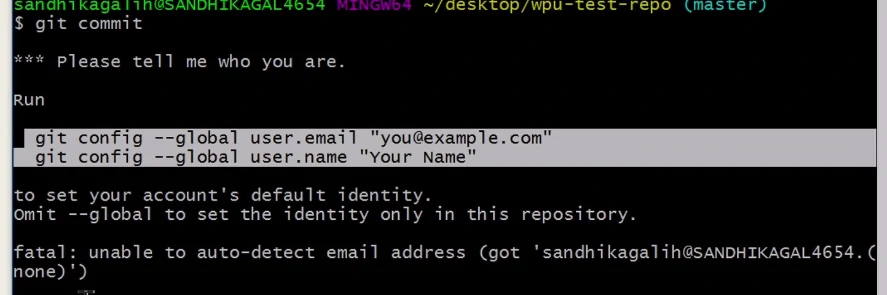 sandhikagalih@SANDHIKAGAL4654 MINGW64 ~/desktop/wpu-test-repo (master)
$ git commit
*** Please tell me who you are.
Run
git config --global user.email "you@example.com"
git config --global user.name "Your Name"
to set your account's default identity.
Omit --global to set the identity only in this repository.
fatal: unable to auto-detect email address (got 'sandhikagalih@SANDHIKAGAL4654.(
none)')